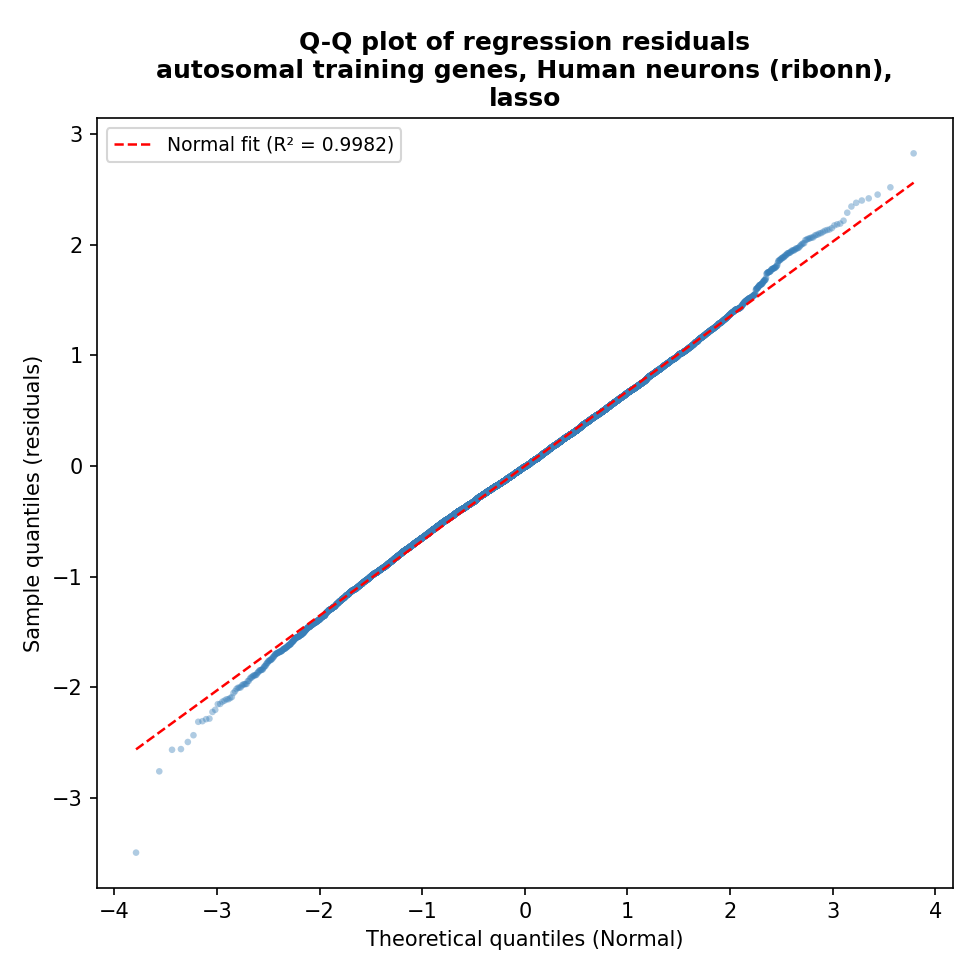 Q-Q plot of regression residuals
autosomal training genes, Human neurons (ribonn),
lasso
Normal fit (R² = 0.9982)
3
2
1
0
−1
−2
−3
Sample quantiles (residuals)
−4 −3 −2 −1 0 1 2 3 4
Theoretical quantiles (Normal)